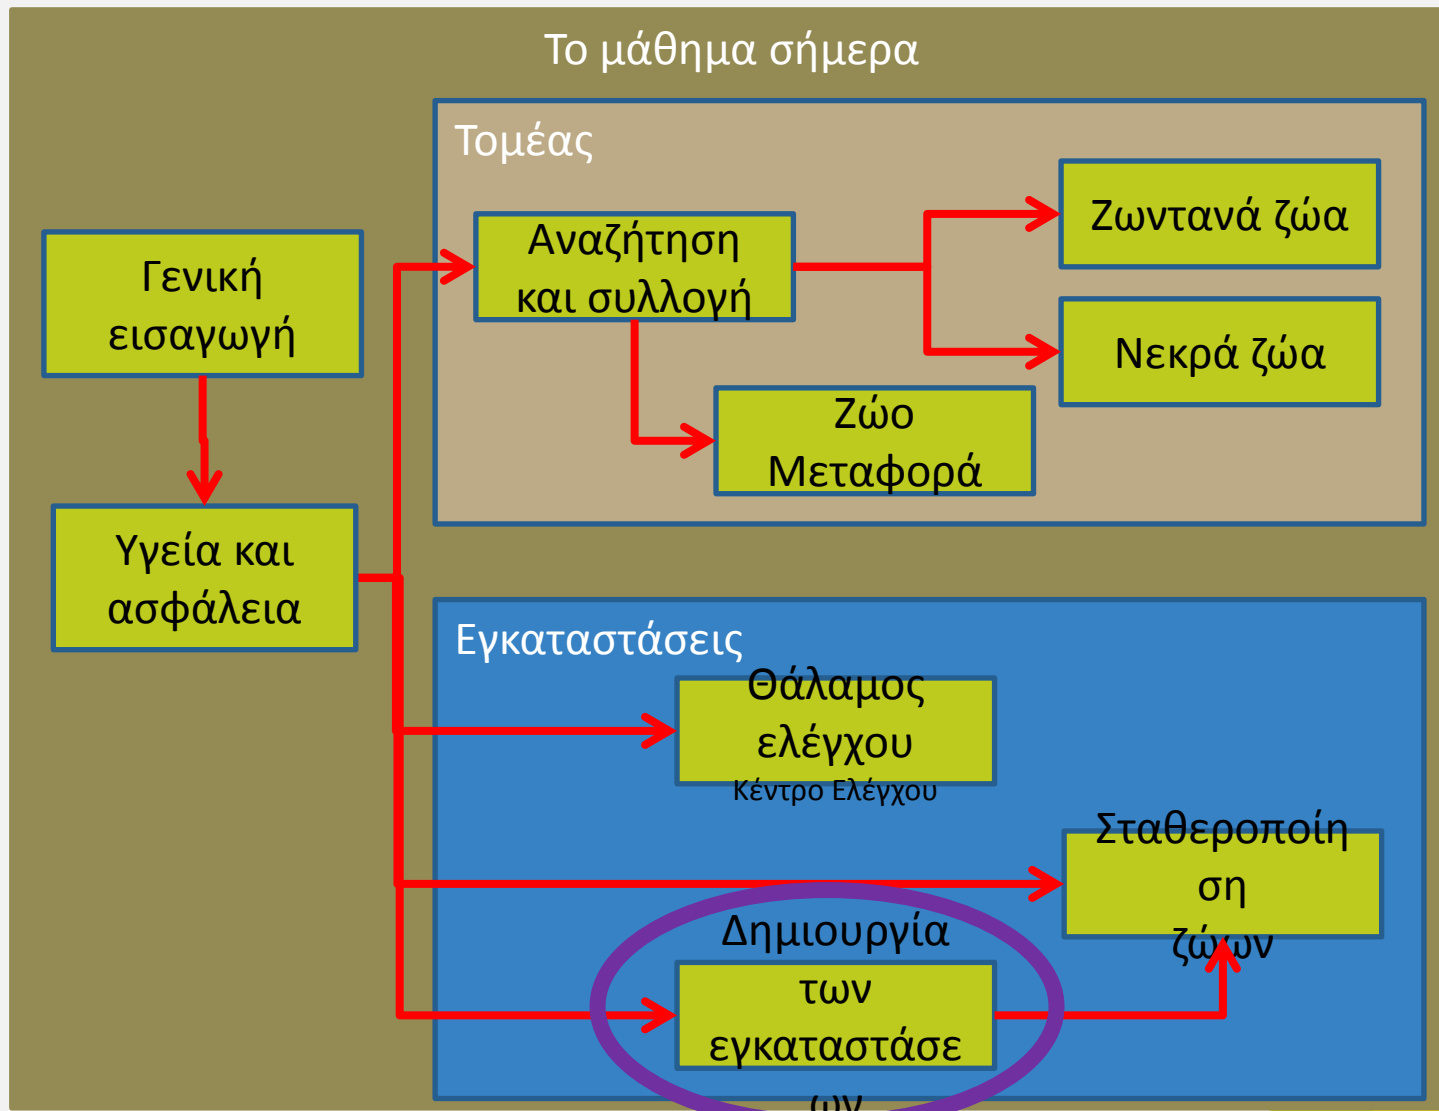 Το μάθημα σήμερα
Τομέας
Γενική
εισαγωγή
Υγεία και
ασφάλεια
Αναζήτηση
και συλλογή
Ζωντανά ζώα
Νεκρά ζώα
Ζώο
Μεταφορά
Εγκαταστάσεις
Θάλαμος
ελέγχου
Κέντρο Ελέγχου
Σταθεροποίη
ση
ζώων
Δημιουργία
των
εγκαταστάσε
ων